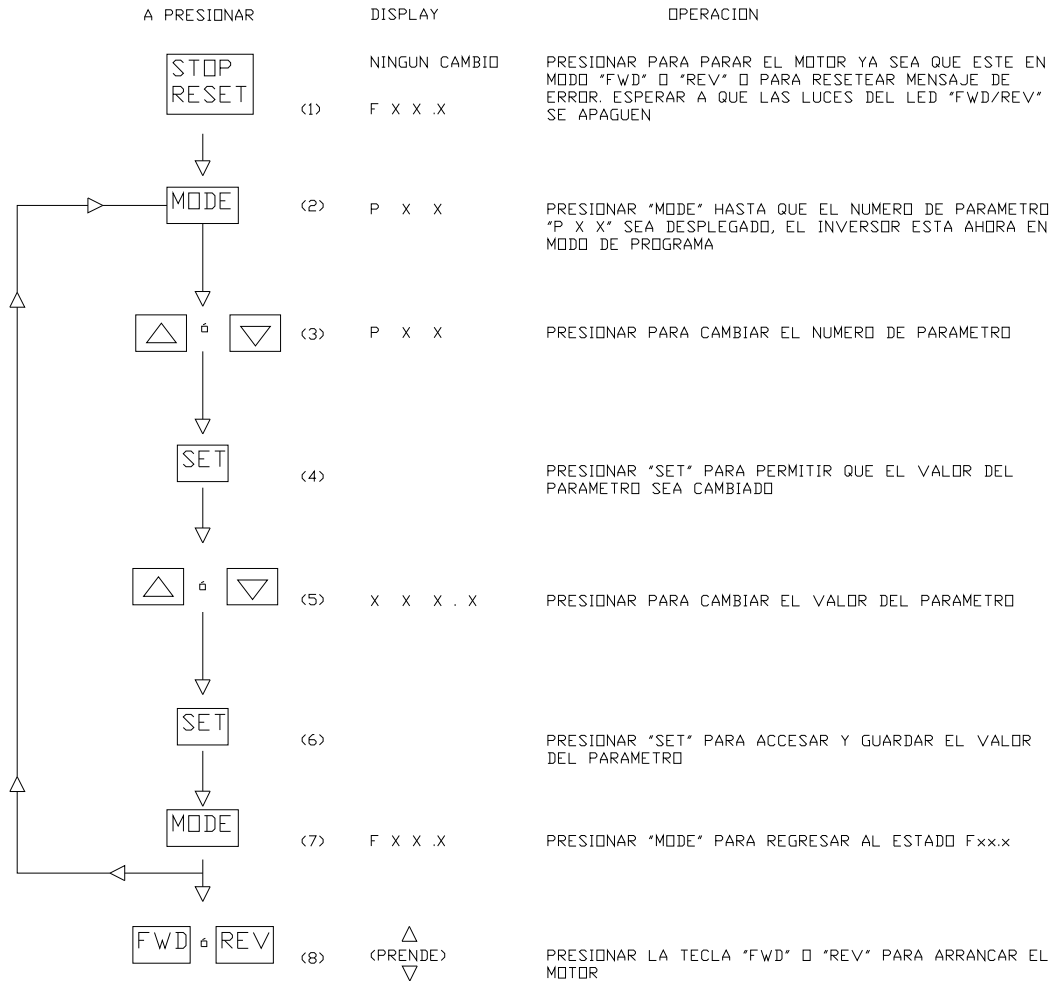 A PRESIONAR DISPLAY OPERACION
STOP
RESET
(1)
NINGUN CAMBIO
F X X .X
PRESIONAR PARA PARAR EL MOTOR YA SEA QUE ESTE EN
MODO "FWD" O "REV" O PARA RESETEAR MENSAJE DE
ERROR. ESPERAR A QUE LAS LUCES DEL LED "FWD/REV"
SE APAGUEN
MODE
(2)
P X X
PRESIONAR "MODE" HASTA QUE EL NUMERO DE PARAMETRO
"P X X" SEA DESPLEGADO, EL INVERSOR ESTA AHORA EN
MODO DE PROGRAMA
ó
(3)
P X X
PRESIONAR PARA CAMBIAR EL NUMERO DE PARAMETRO
SET
(4)
PRESIONAR "SET" PARA PERMITIR QUE EL VALOR DEL
PARAMETRO SEA CAMBIADO
ó
(5)
X X X . X
PRESIONAR PARA CAMBIAR EL VALOR DEL PARAMETRO
SET
(6)
PRESIONAR "SET" PARA ACCESAR Y GUARDAR EL VALOR
DEL PARAMETRO
MODE
(7)
F X X .X
PRESIONAR "MODE" PARA REGRESAR AL ESTADO Fxx.x
FWD ó REV
(8)
(PRENDE)
PRESIONAR LA TECLA "FWD" O "REV" PARA ARRANCAR EL
MOTOR